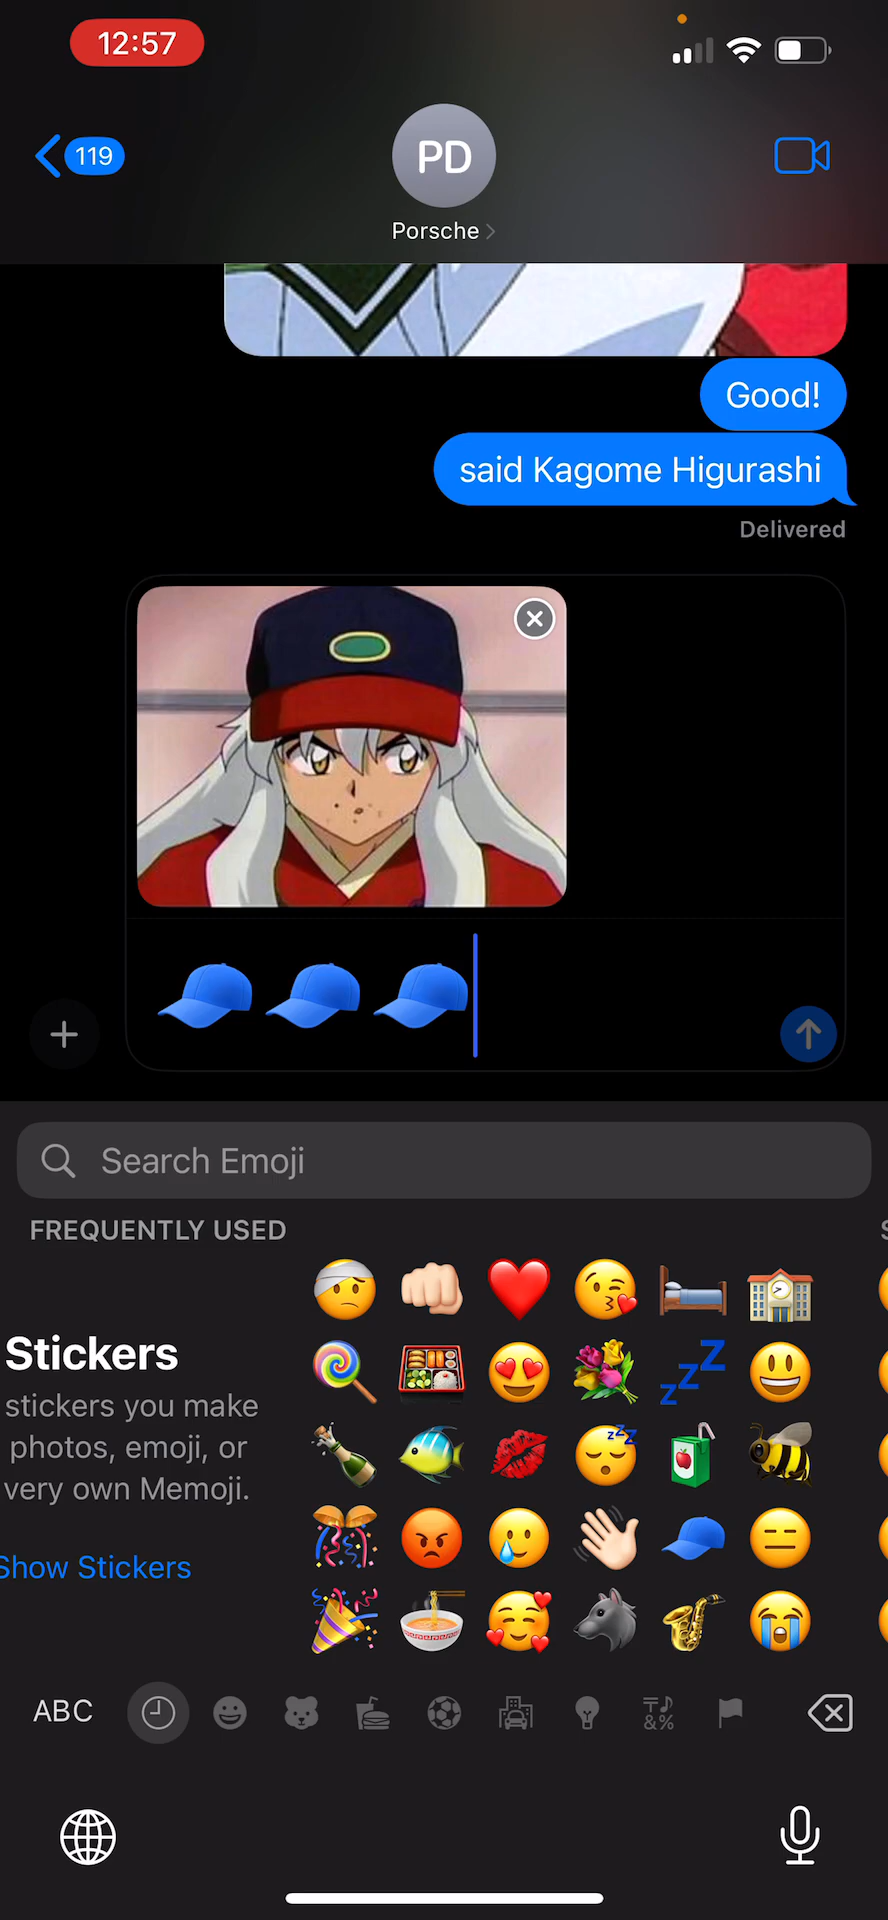 12:57
119
PD
Porsche
Good!
said Kagome Higurashi
Delivered
Search Emoji
FREQUENTLY USED
Stickers
stickers you make
photos, emoji, or
very own Memoji.
Show Stickers
ABC